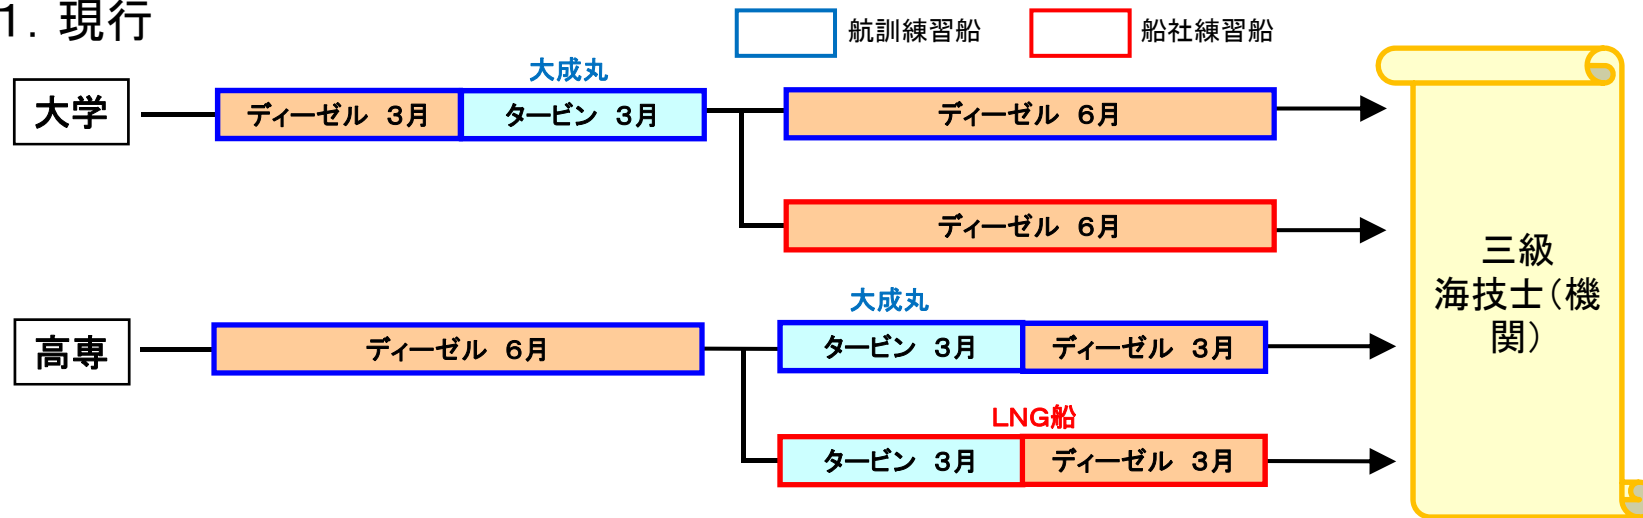 1．現行
航訓練習船
船社練習船
大成丸
大学
ディーゼル 3月
タービン 3月
ディーゼル 6月
ディーゼル 6月
大成丸
高専
ディーゼル 6月
タービン 3月
ディーゼル 3月
LNG船
タービン 3月
ディーゼル 3月
三級
海技士（機
関）